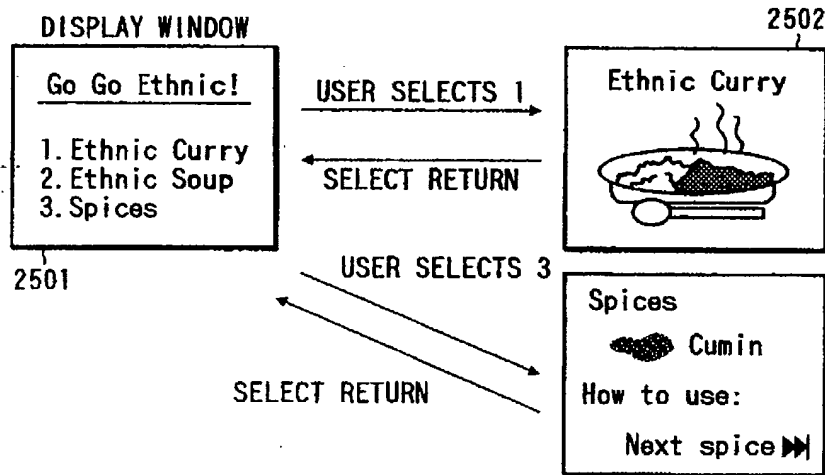 DISPLAY WINDOW
Go Go Ethnic!
1. Ethnic Curry
2. Ethnic Soup
3. Spices
2501
USER SELECTS 1
SELECT RETURN
2502
Ethnic Curry
USER SELECTS 3
SELECT RETURN
Spices
Cumin
How to use:
Next spice